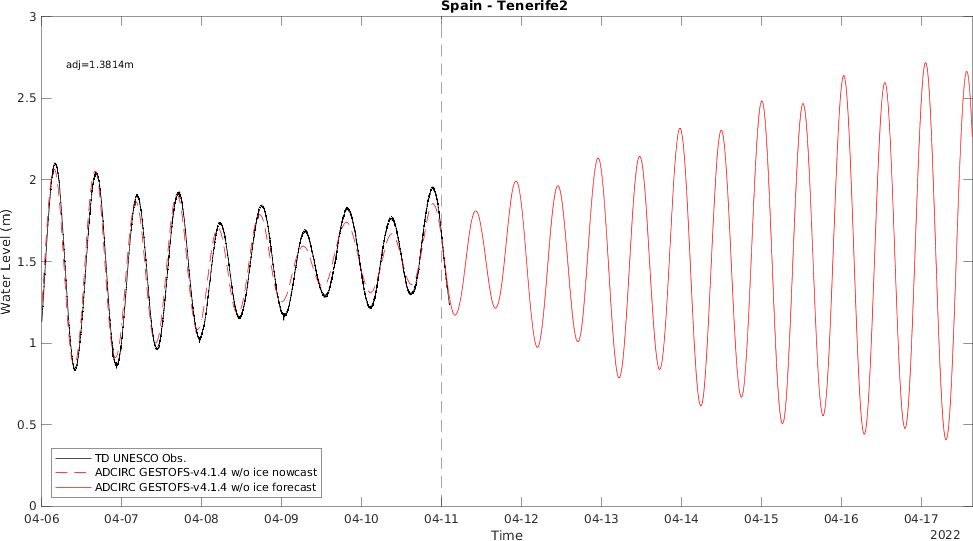 Spain - Tenerife2
adj=1.3814m
Water Level (m)
3
2.5
2
1.5
1
0.5
0
TD UNESCO Obs.
ADCIRC GESTOFS-v4.1.4 w/o ice nowcast
ADCIRC GESTOFS-v4.1.4 w/o ice forecast
04-06 04-07 04-08 04-09 04-10 04-11 04-12 04-13 04-14 04-15 04-16 04-17
Time
2022